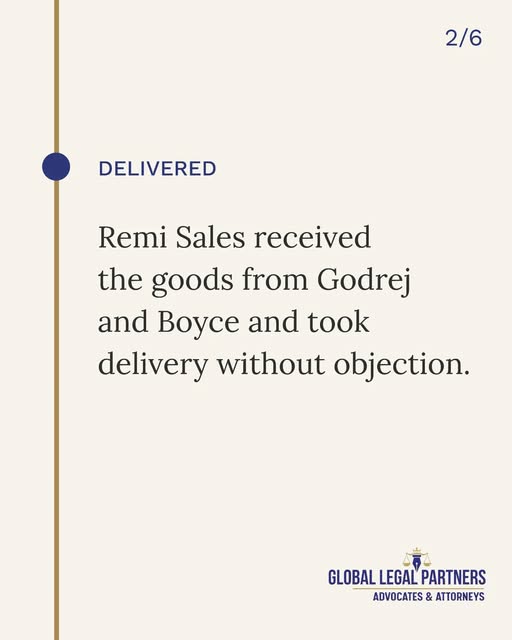 2/6
DELIVERED
Remi Sales received
the goods from Godrej
and Boyce and took
delivery without objection.
GLOBAL LEGAL PARTNERS
ADVOCATES & ATTORNEYS